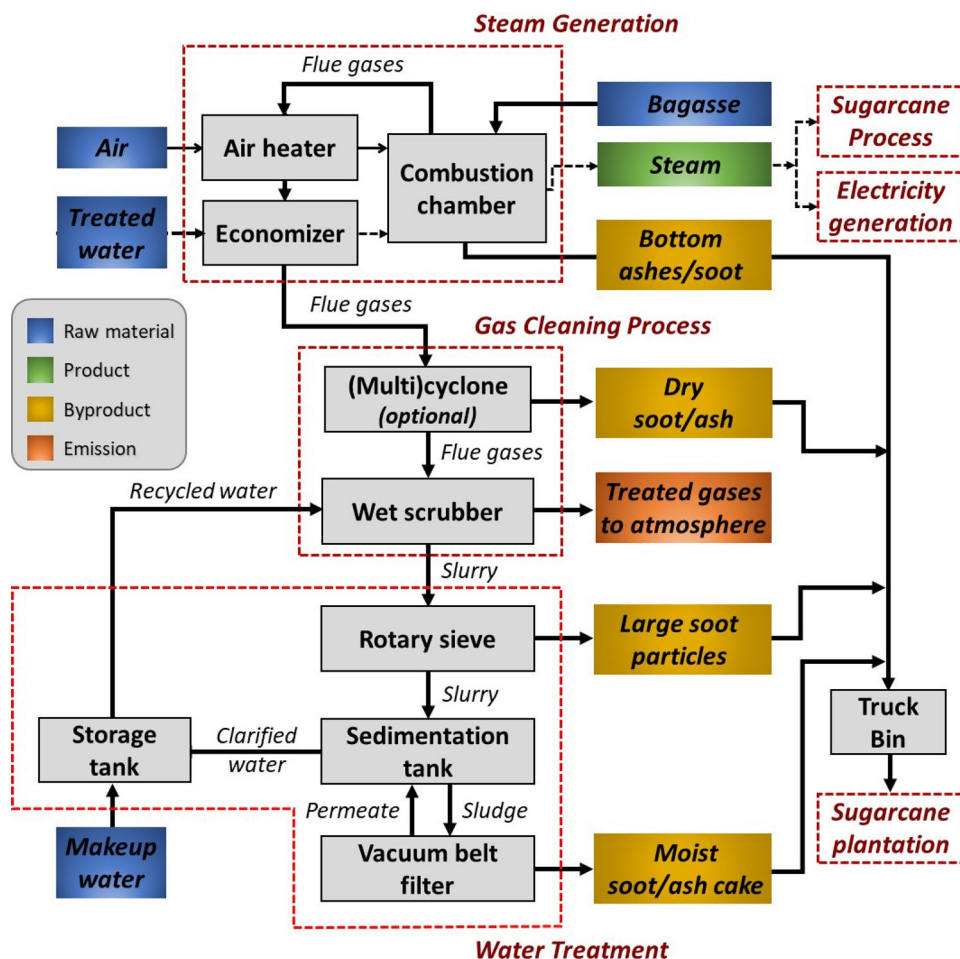 Steam Generation
Flue gases
Bagasse
Sugarcane
Process
Air
Air heater
Combustion
chamber
Steam
Electricity
generation
Treated
water
Economizer
Bottom
ashes/soot
Flue gases
Raw material
Product
Byproduct
Emission
Gas Cleaning Process
(Multi)cyclone
(optional)
Dry
soot/ash
Flue gases
Recycled water
Wet scrubber
Treated gases
to atmosphere
Slurry
Rotary sieve
Large soot
particles
Slurry
Storage
tank
Clarified
water
Sedimentation
tank
Truck
Bin
Permeate
Sludge
Sugarcane
plantation
Makeup
water
Vacuum belt
filter
Moist
soot/ash cake
Water Treatment